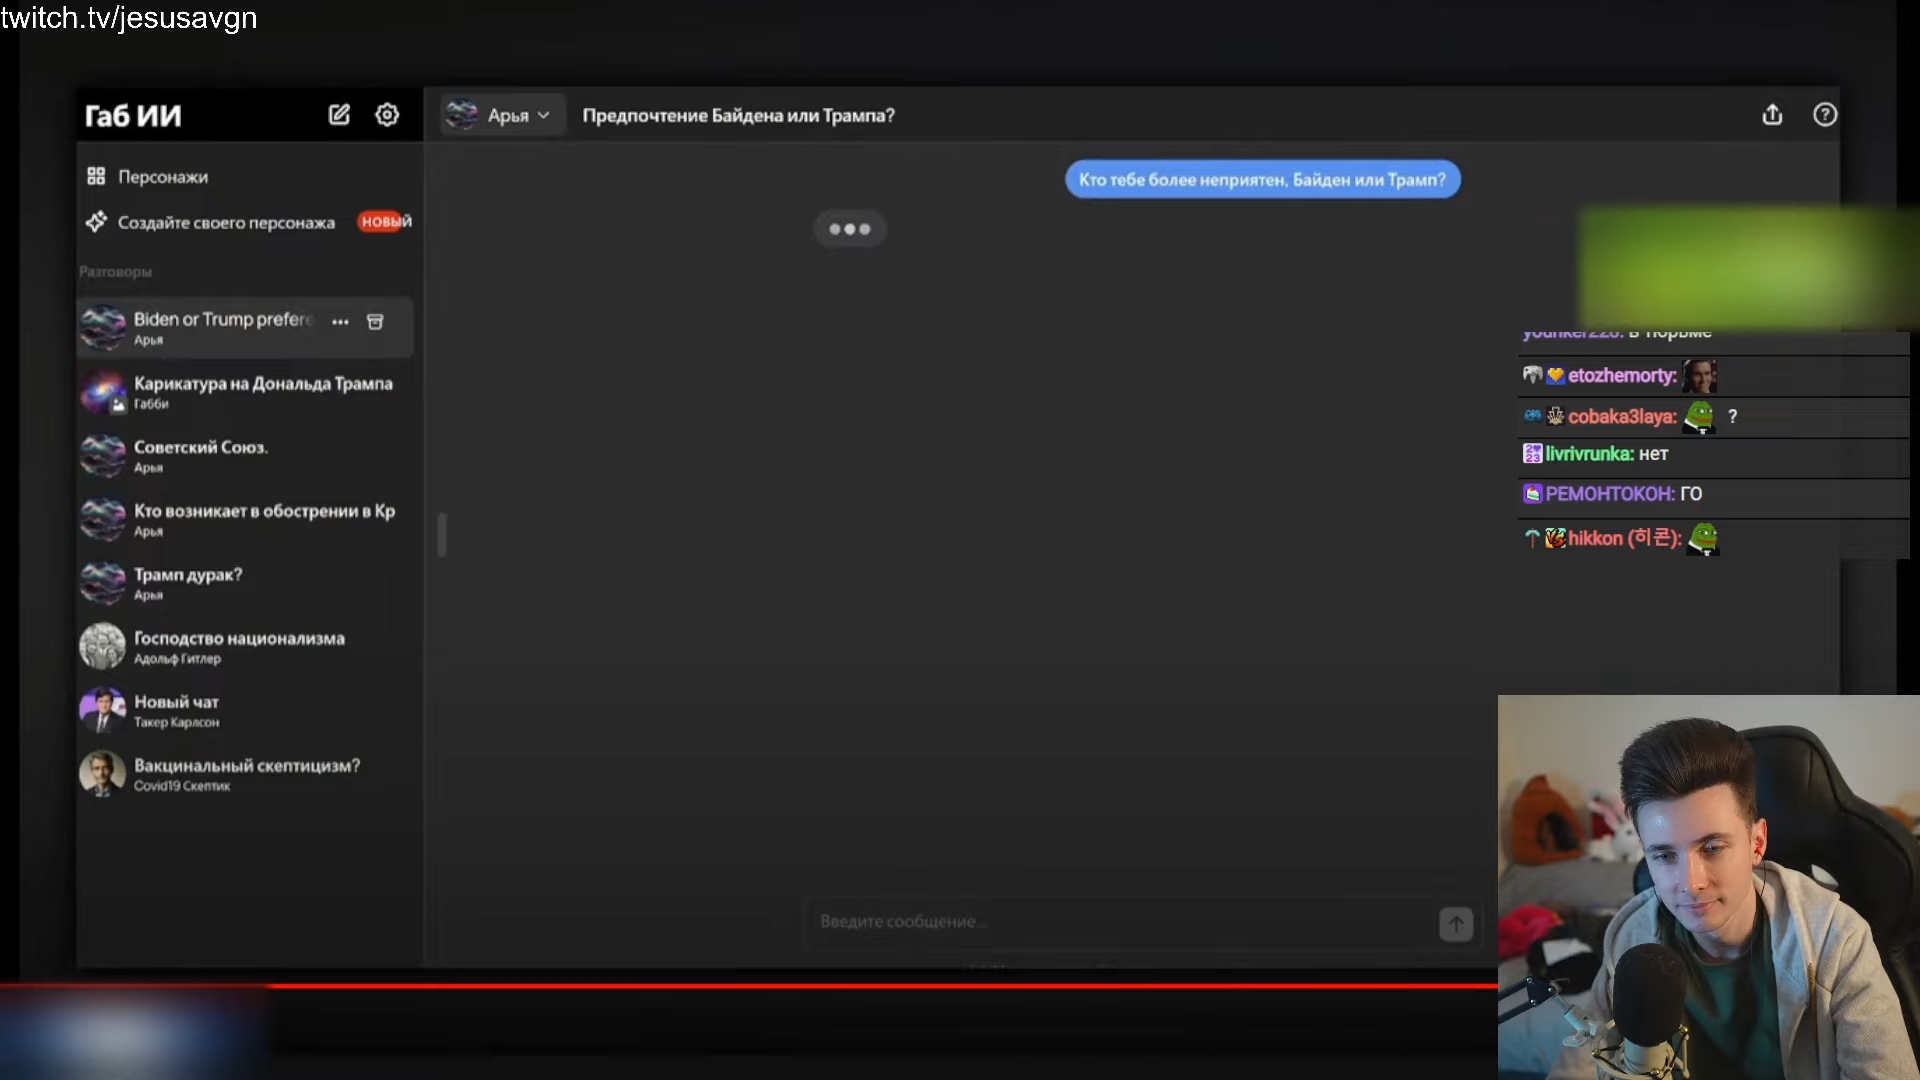 twitch.tv/jesusavgn
Габ ИИ
Арья
Предпочтение Байдена или Трампа?
Персонажи
Создайте своего персонажа
новый
Разговоры
Biden or Trump prefere
Арья
Карикатура на Дональда Трампа
Габби
Советский Союз.
Арья
Кто возникает в обострении в Кр
Арья
Трамп дурак?
Арья
Господство национализма
Адольф Гитлер
Новый чат
Такер Карлсон
Вакцинальный скептицизм?
Covid19 Скептик
Кто тебе более неприятен, Байден или Трамп?
Введите сообщение...
в тюрьме
etozhemorty:
cobaka3laya: ?
livrivrunka: нет
РЕМОНТОКОН: ГО
hikkon (히콘):